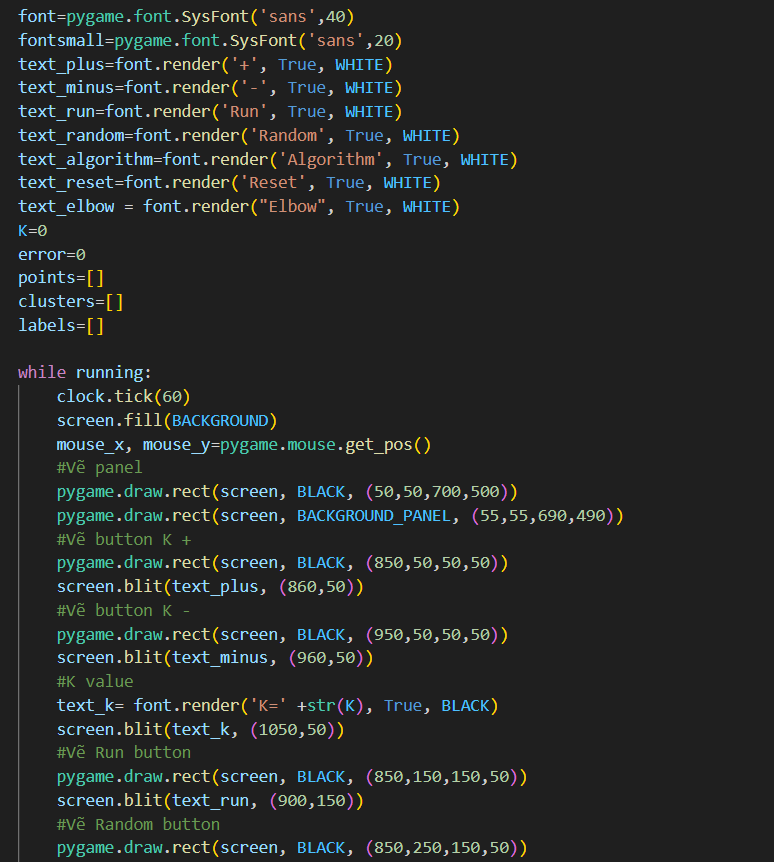 font=pygame.font.SysFont('sans',40)
fontsmall=pygame.font.SysFont('sans',20)
text_plus=font.render('+', True, WHITE)
text_minus=font.render('-', True, WHITE)
text_run=font.render('Run', True, WHITE)
text_random=font.render('Random', True, WHITE)
text_algorithm=font.render('Algorithm', True, WHITE)
text_reset=font.render('Reset', True, WHITE)
text_elbow = font.render("Elbow", True, WHITE)
K=0
error=0
points=[]
clusters=[]
labels=[]

while running:
    clock.tick(60)
    screen.fill(BACKGROUND)
    mouse_x, mouse_y=pygame.mouse.get_pos()
    #Vẽ panel
    pygame.draw.rect(screen, BLACK, (50,50,700,500))
    pygame.draw.rect(screen, BACKGROUND_PANEL, (55,55,690,490))
    #Vẽ button K +
    pygame.draw.rect(screen, BLACK, (850,50,50,50))
    screen.blit(text_plus, (860,50))
    #Vẽ button K -
    pygame.draw.rect(screen, BLACK, (950,50,50,50))
    screen.blit(text_minus, (960,50))
    #K value
    text_k= font.render('K=' +str(K), True, BLACK)
    screen.blit(text_k, (1050,50))
    #Vẽ Run button
    pygame.draw.rect(screen, BLACK, (850,150,150,50))
    screen.blit(text_run, (900,150))
    #Vẽ Random button
    pygame.draw.rect(screen, BLACK, (850,250,150,50))